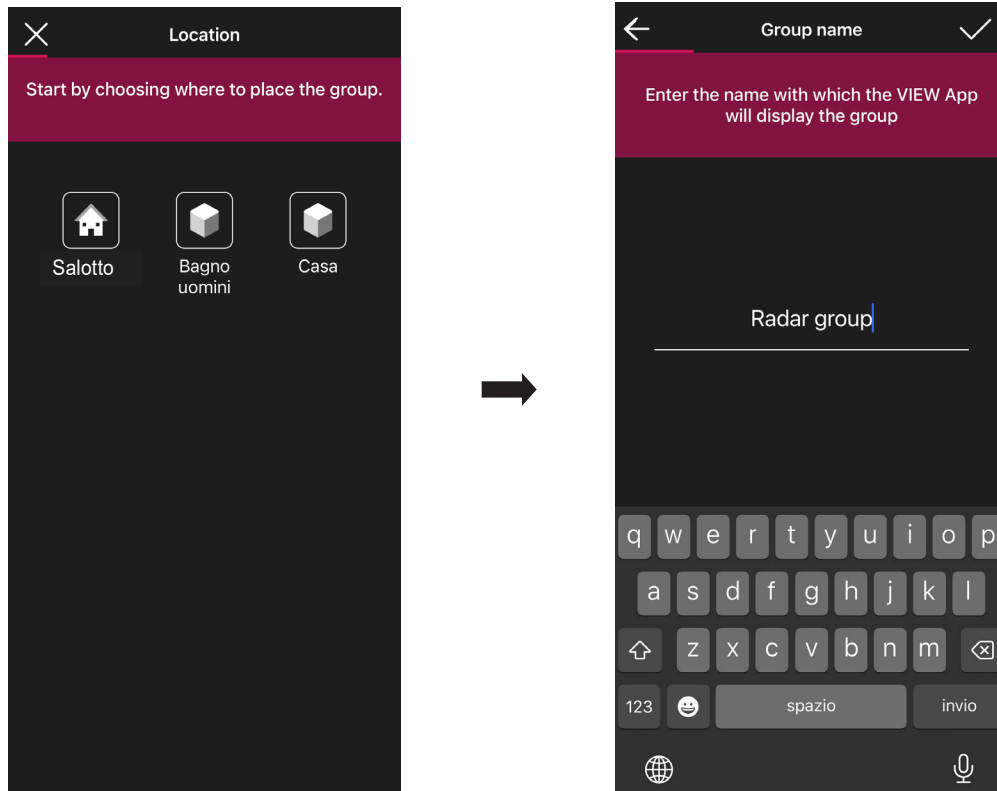 Location
Start by choosing where to place the group.
Salotto
Bagno
uomini
Casa
Group name
Enter the name with which the VIEW App
will display the group
Radar group
q w e r t y u i o p
a s d f g h j k l
z x c v b n m
123 spazio invio